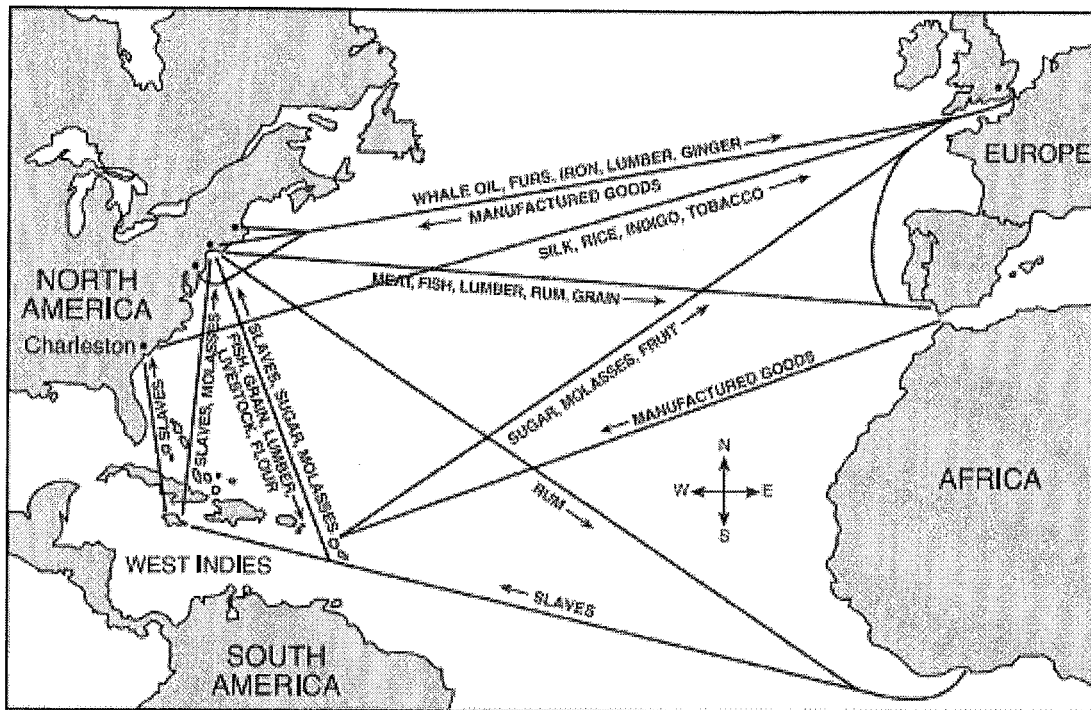 WHALE OIL, FURS, IRON, LUMBER, GINGER
MANUFACTURED GOODS
SILK, RICE, INDIGO, TOBACCO
EUROPE
NORTH
AMERICA
MEAT, FISH, LUMBER, RUM, GRAIN
Charleston
SLAVES
SLAVES, MOLASSES
SLAVES, SUGAR, MOLASSES
FISH, GRAIN, LUMBER,
LIVESTOCK, FLOUR
SUGAR, MOLASSES, FRUIT
MANUFACTURED GOODS
N
W E
S
AFRICA
RUM
WEST INDIES
SLAVES
SOUTH
AMERICA